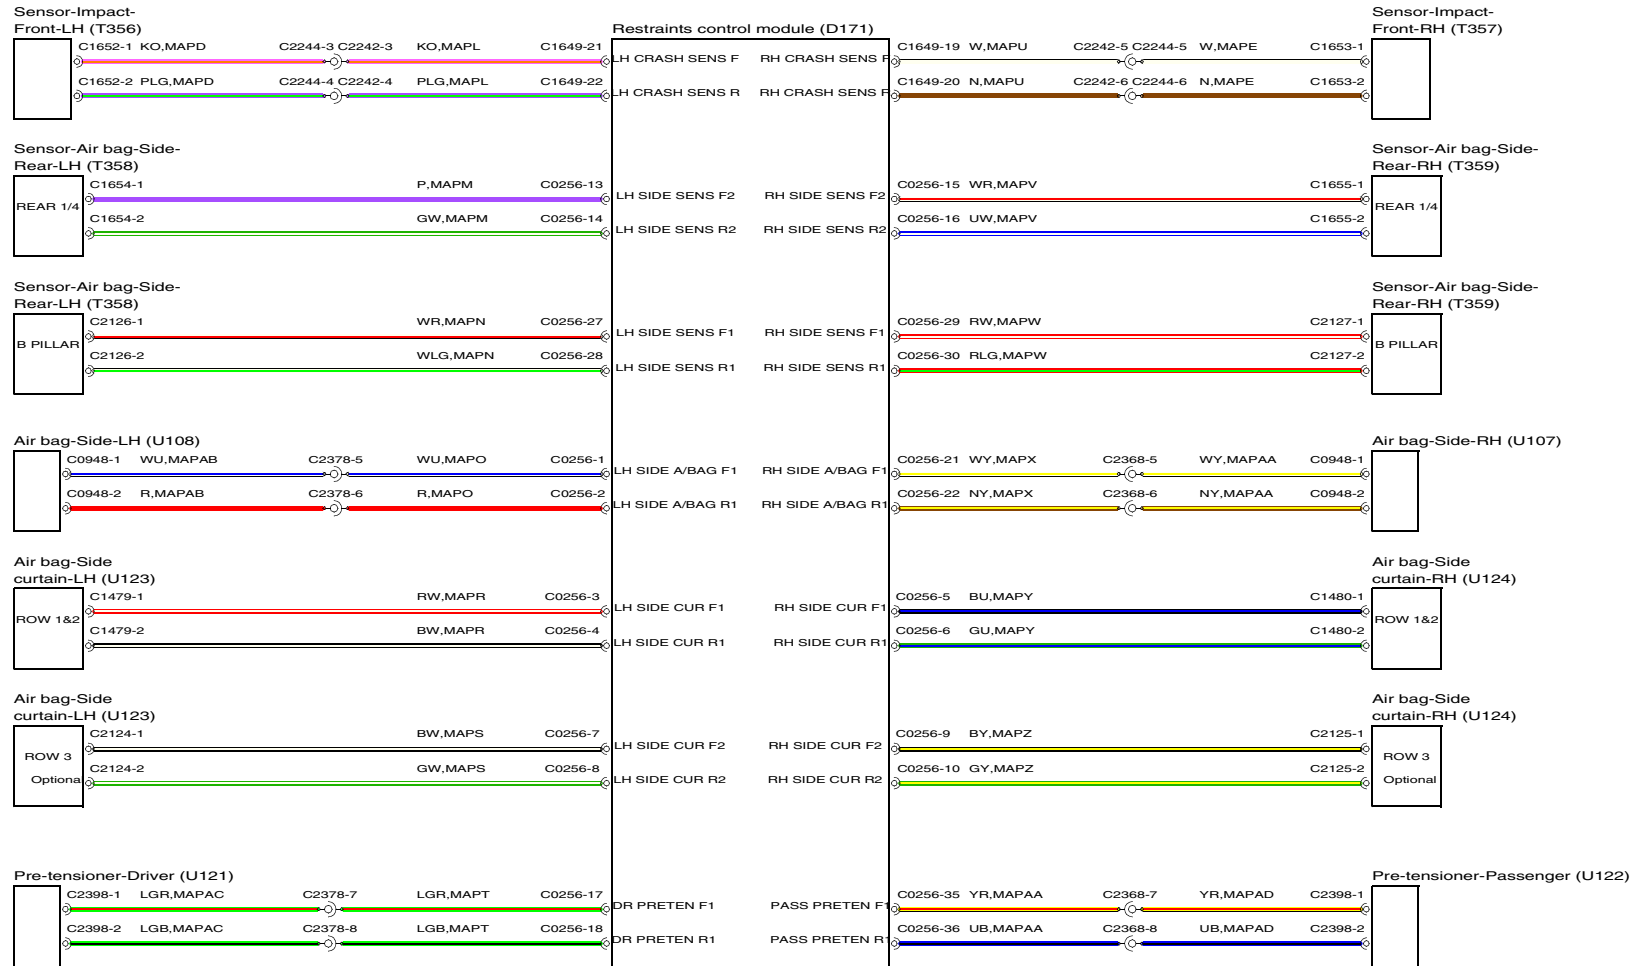 Sensor-Impact-
Front-LH (T356)
Restraints control module (D171)
Sensor-Impact-
Front-RH (T357)
C1652-1 KO,MAPD C2244-3 C2242-3 KO,MAPL C1649-21
LH CRASH SENS F RH CRASH SENS F
C1649-19 W,MAPU C2242-5 C2244-5 W,MAPE C1653-1
C1652-2 PLG,MAPD C2244-4 C2242-4 PLG,MAPL C1649-22
LH CRASH SENS R RH CRASH SENS R
C1649-20 N,MAPU C2242-6 C2244-6 N,MAPE C1653-2
Sensor-Air bag-Side-
Rear-LH (T358)
Sensor-Air bag-Side-
Rear-RH (T359)
REAR 1/4
C1654-1 P,MAPM C0256-13
LH SIDE SENS F2 RH SIDE SENS F2
C0256-15 WR,MAPV C1655-1
REAR 1/4
C1654-2 GW,MAPM C0256-14
LH SIDE SENS R2 RH SIDE SENS R2
C0256-16 UW,MAPV C1655-2
Sensor-Air bag-Side-
Rear-LH (T358)
Sensor-Air bag-Side-
Rear-RH (T359)
B PILLAR
C2126-1 WR,MAPN C0256-27
LH SIDE SENS F1 RH SIDE SENS F1
C0256-29 RW,MAPW C2127-1
B PILLAR
C2126-2 WLG,MAPN C0256-28
LH SIDE SENS R1 RH SIDE SENS R1
C0256-30 RLG,MAPW C2127-2
Air bag-Side-LH (U108)
Air bag-Side-RH (U107)
C0948-1 WU,MAPAB C2378-5 WU,MAPO C0256-1
LH SIDE A/BAG F1 RH SIDE A/BAG F1
C0256-21 WY,MAPX C2368-5 WY,MAPAA C0948-1
C0948-2 R,MAPAB C2378-6 R,MAPO C0256-2
LH SIDE A/BAG R1 RH SIDE A/BAG R1
C0256-22 NY,MAPX C2368-6 NY,MAPAA C0948-2
Air bag-Side
curtain-LH (U123)
Air bag-Side
curtain-RH (U124)
ROW 1&2
C1479-1 RW,MAPR C0256-3
LH SIDE CUR F1 RH SIDE CUR F1
C0256-5 BU,MAPY C1480-1
ROW 1&2
C1479-2 BW,MAPR C0256-4
LH SIDE CUR R1 RH SIDE CUR R1
C0256-6 GU,MAPY C1480-2
Air bag-Side
curtain-LH (U123)
Air bag-Side
curtain-RH (U124)
ROW 3
Optional
C2124-1 BW,MAPS C0256-7
LH SIDE CUR F2 RH SIDE CUR F2
C0256-9 BY,MAPZ C2125-1
ROW 3
Optional
C2124-2 GW,MAPS C0256-8
LH SIDE CUR R2 RH SIDE CUR R2
C0256-10 GY,MAPZ C2125-2
Pre-tensioner-Driver (U121)
Pre-tensioner-Passenger (U122)
C2398-1 LGR,MAPAC C2378-7 LGR,MAPT C0256-17
DR PRETEN F1 PASS PRETEN F1
C0256-35 YR,MAPAA C2368-7 YR,MAPAD C2398-1
C2398-2 LGB,MAPAC C2378-8 LGB,MAPT C0256-18
DR PRETEN R1 PASS PRETEN R1
C0256-36 UB,MAPAA C2368-8 UB,MAPAD C2398-2